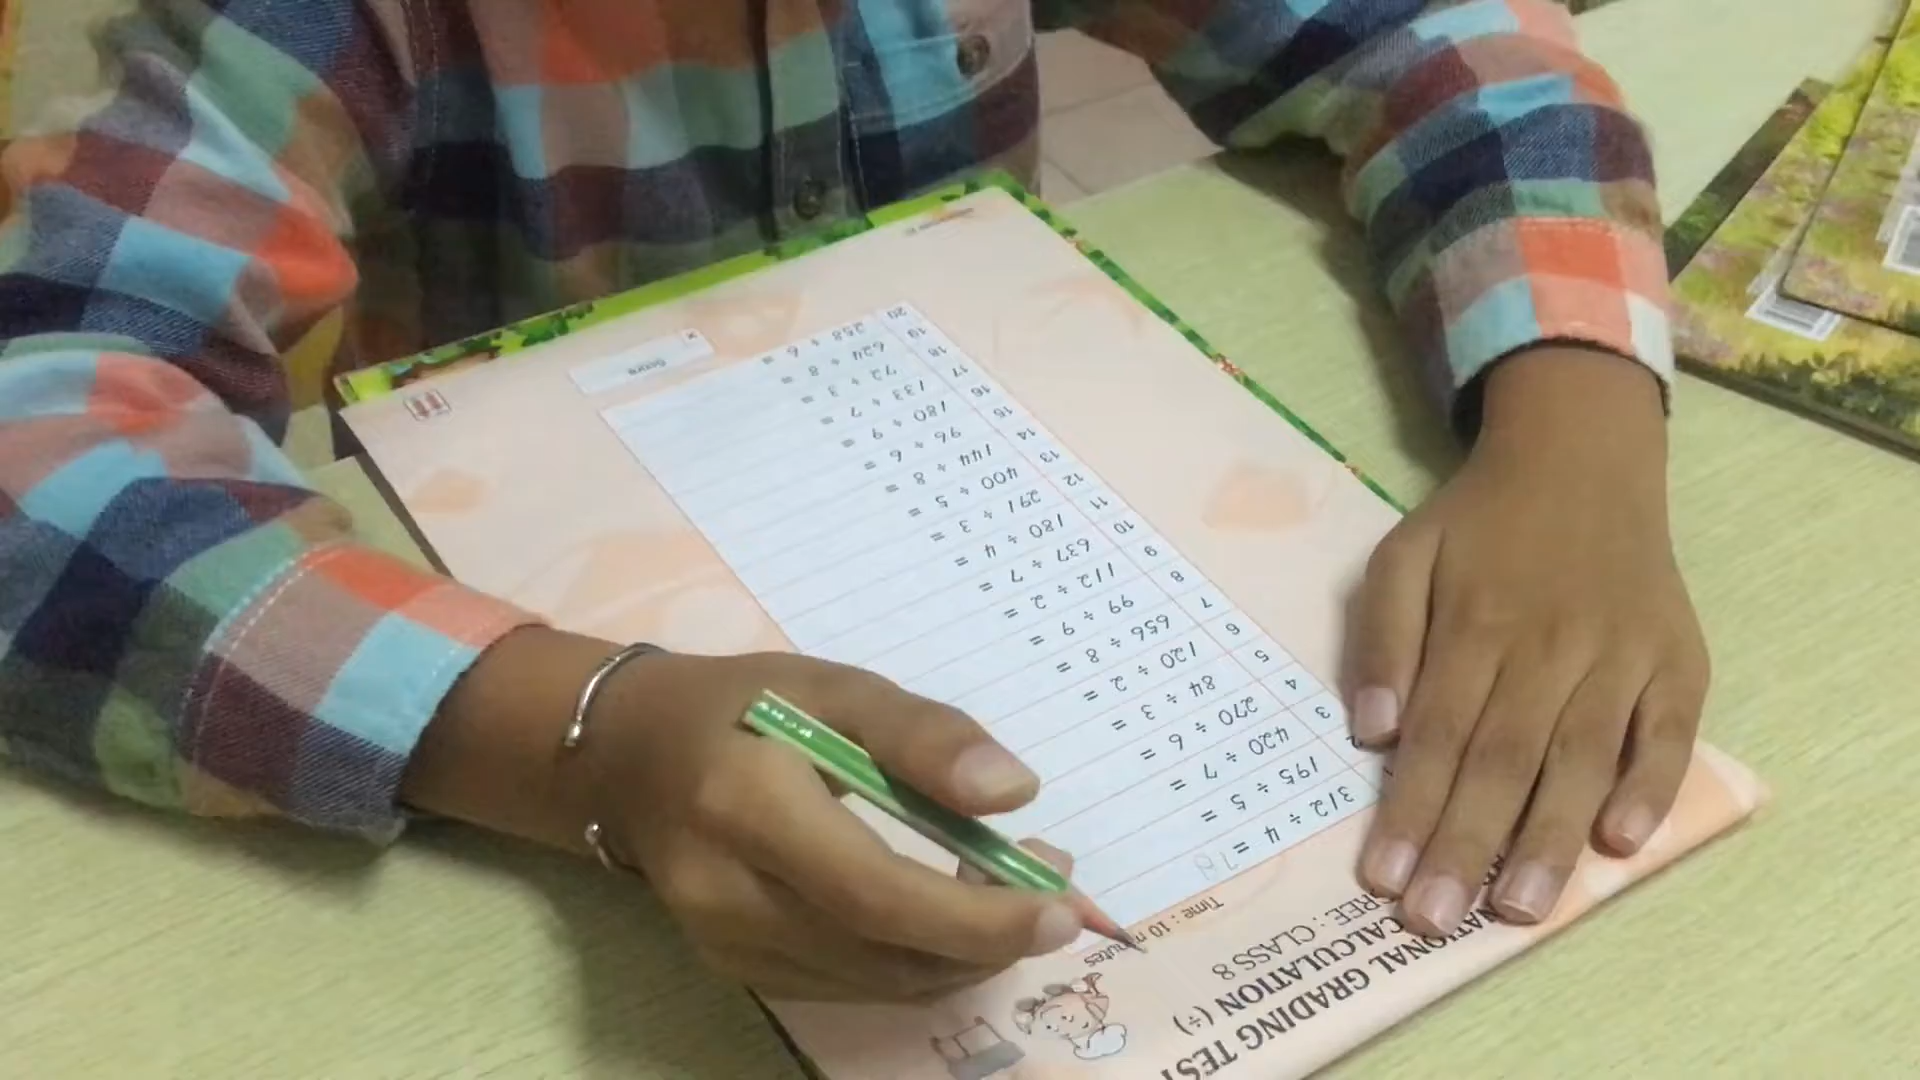 NATIONAL GRADING TEST
CALCULATION (÷)
GREE : CLASS 8
Time : 10 minutes
1 312 ÷ 4 = 78
2 195 ÷ 5 =
3 420 ÷ 7 =
4 270 ÷ 6 =
5 84 ÷ 3 =
6 120 ÷ 2 =
7 656 ÷ 8 =
8 99 ÷ 9 =
9 112 ÷ 2 =
10 637 ÷ 7 =
11 180 ÷ 4 =
12 291 ÷ 3 =
13 400 ÷ 5 =
14 144 ÷ 8 =
15 96 ÷ 6 =
16 180 ÷ 9 =
17 133 ÷ 7 =
18 72 ÷ 3 =
19 624 ÷ 8 =
20 258 ÷ 6 =
Score